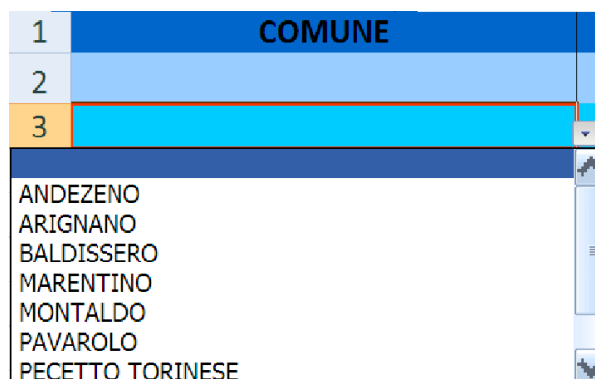 1 COMUNE
2
3
ANDEZENO
ARIGNANO
BALDISSERO
MARENTINO
MONTALDO
PAVAROLO
PECETTO TORINESE